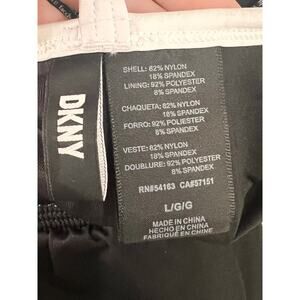 DKNY
SHELL: 82% NYLON
18% SPANDEX
LINING: 92% POLYESTER
8% SPANDEX
CHAQUETA: 82% NYLON
18% SPANDEX
FORRO: 92% POLYESTER
8% SPANDEX
VESTE: 82% NYLON
18% SPANDEX
DOUBLURE: 92% POLYESTER
8% SPANDEX
RN#54163 CA#57151
L/G/G
MADE IN CHINA
HECHO EN CHINA
FABRIQUÉ EN CHINE